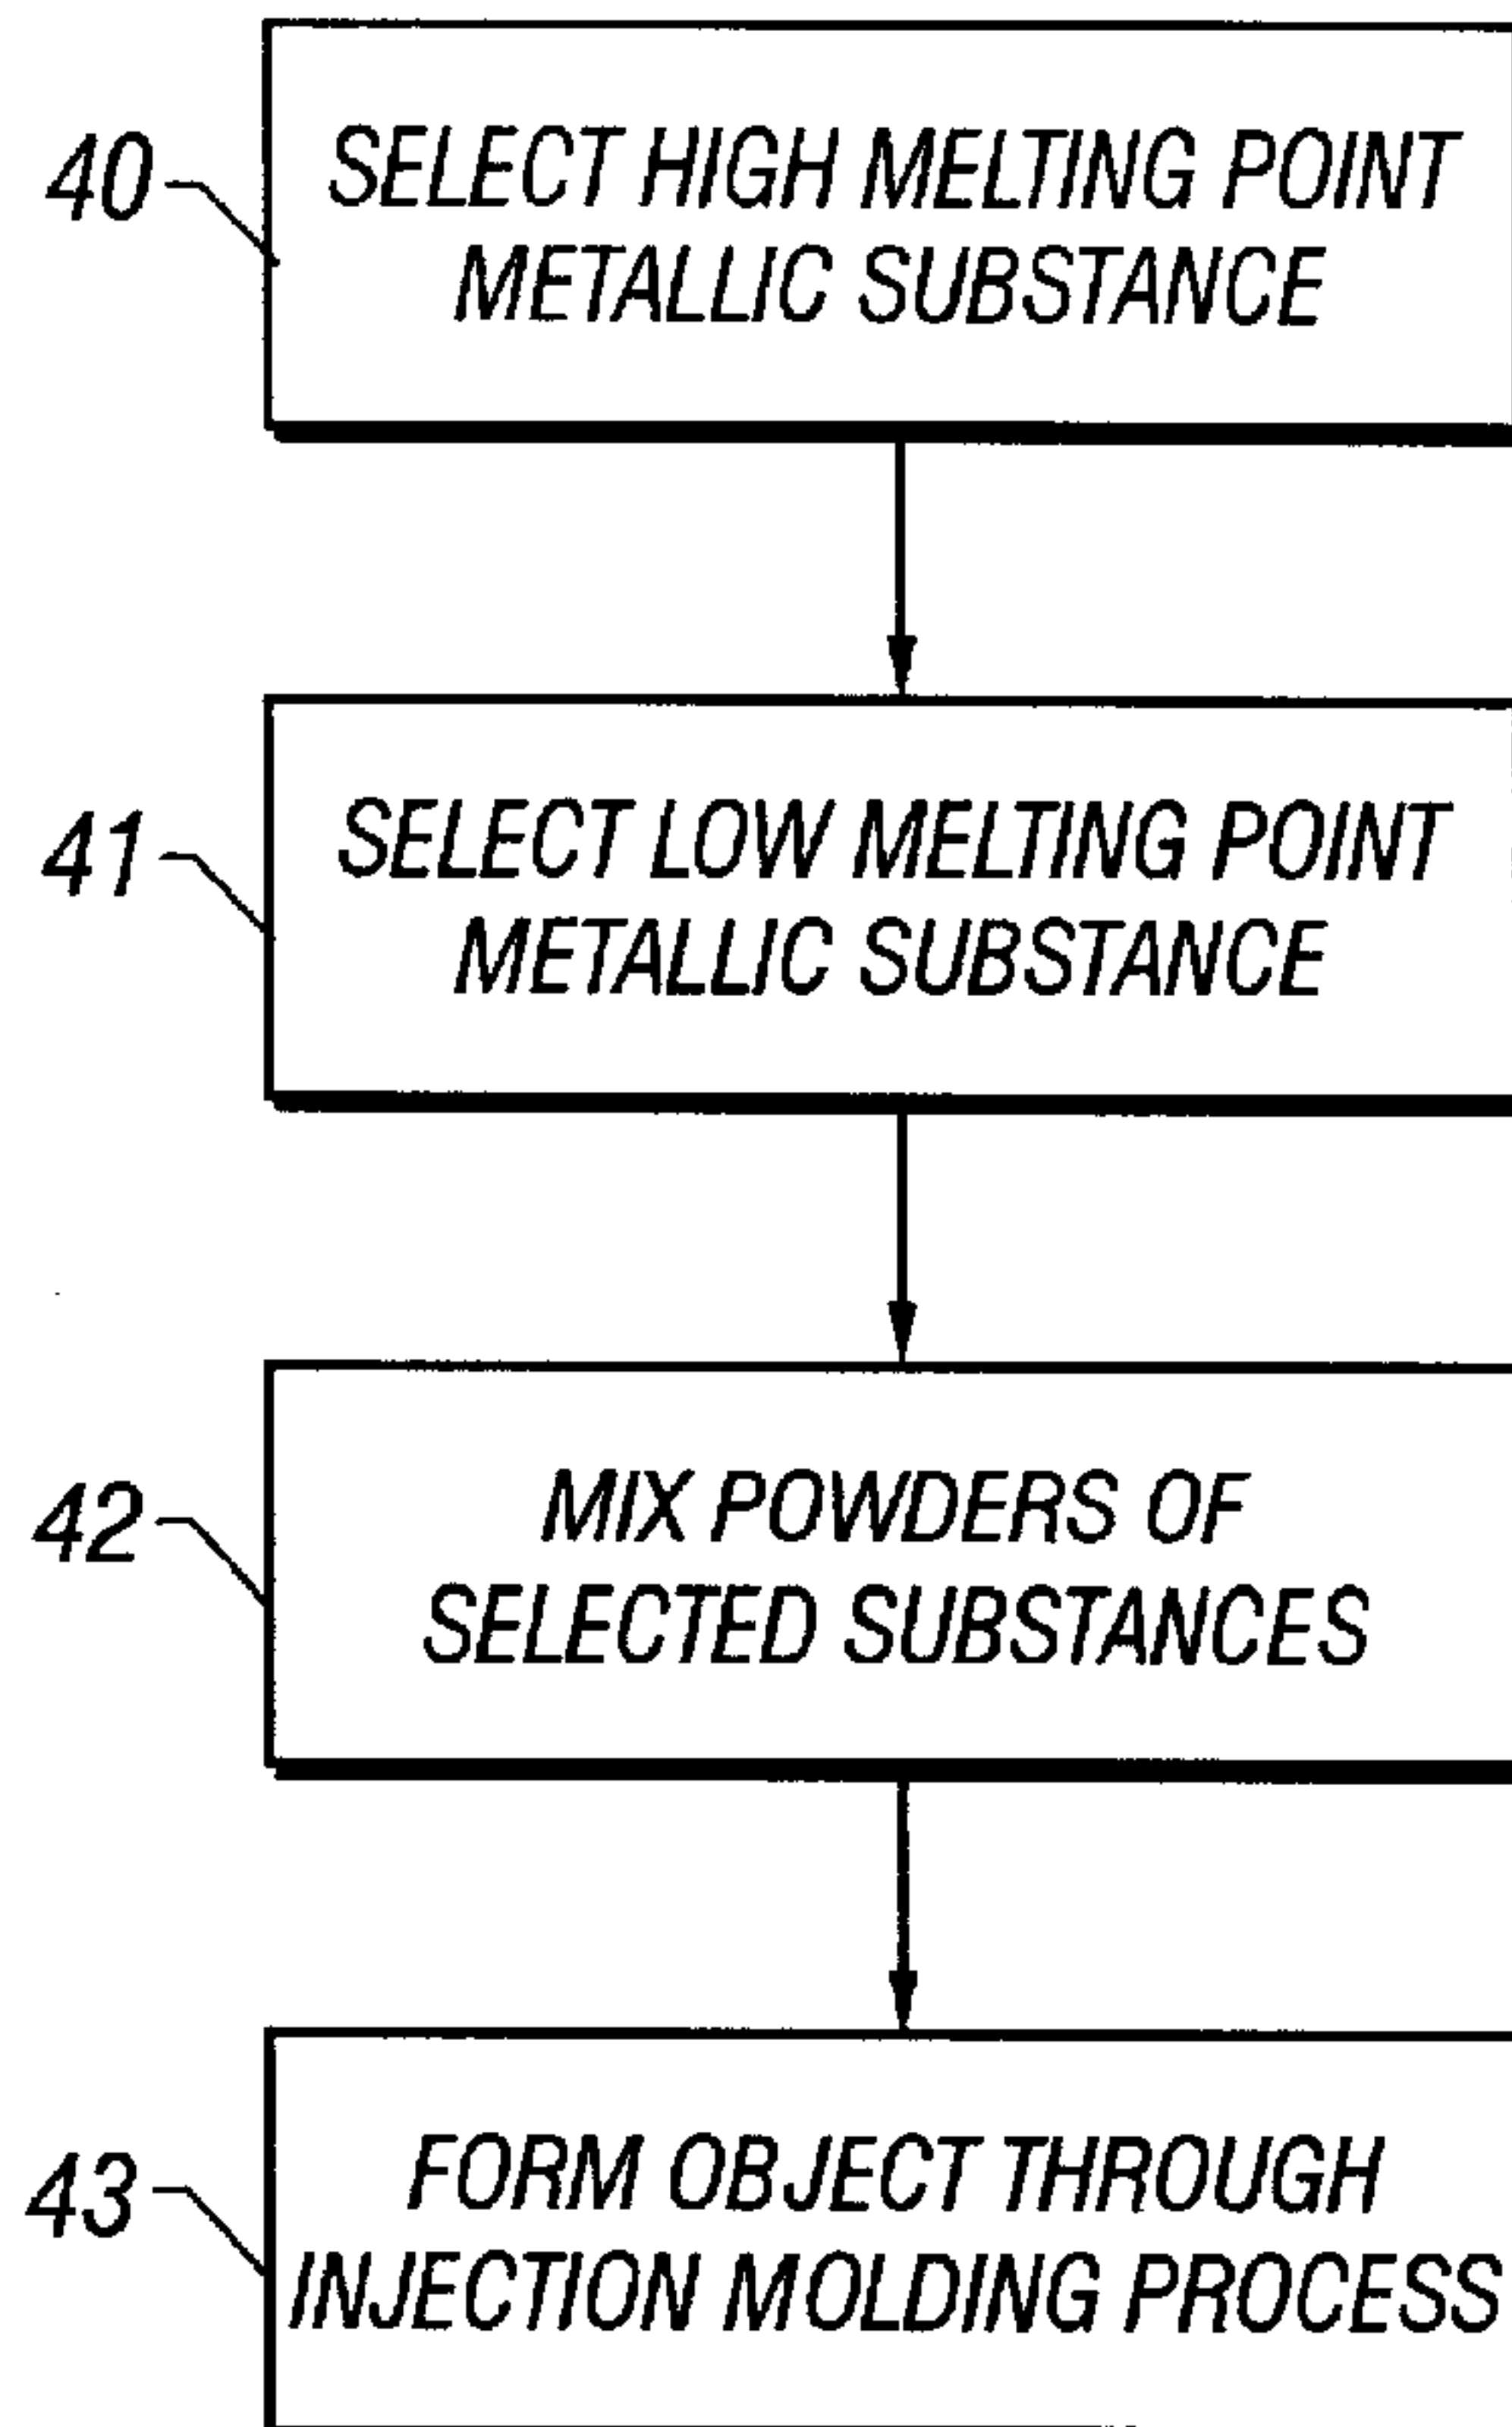 40
SELECT HIGH MELTING POINT
METALLIC SUBSTANCE
41
SELECT LOW MELTING POINT
METALLIC SUBSTANCE
42
MIX POWDERS OF
SELECTED SUBSTANCES
43
FORM OBJECT THROUGH
INJECTION MOLDING PROCESS